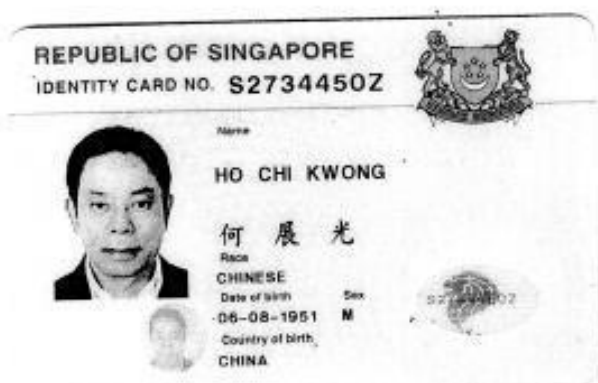 REPUBLIC OF SINGAPORE
IDENTITY CARD NO. S2734450Z
Name
HO CHI KWONG
何 展 光
Race
CHINESE
Date of birth Sex
06-08-1951 M
Country of birth
CHINA